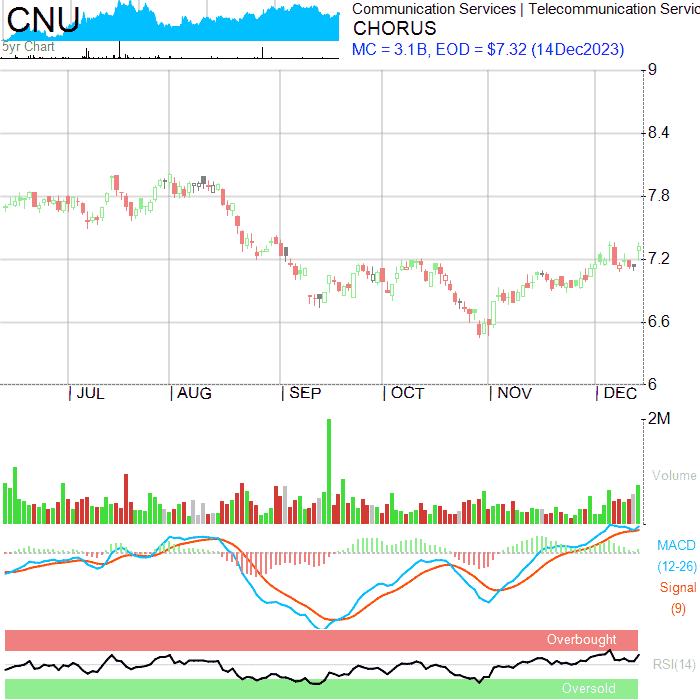 CNU
5yr Chart
Communication Services | Telecommunication Servic
CHORUS
MC = 3.1B, EOD = $7.32 (14Dec2023)
9
8.4
7.8
7.2
6.6
6
JUL AUG SEP OCT NOV DEC
2M
Volume
MACD
(12-26)
Signal
(9)
Overbought
RSI(14)
Oversold